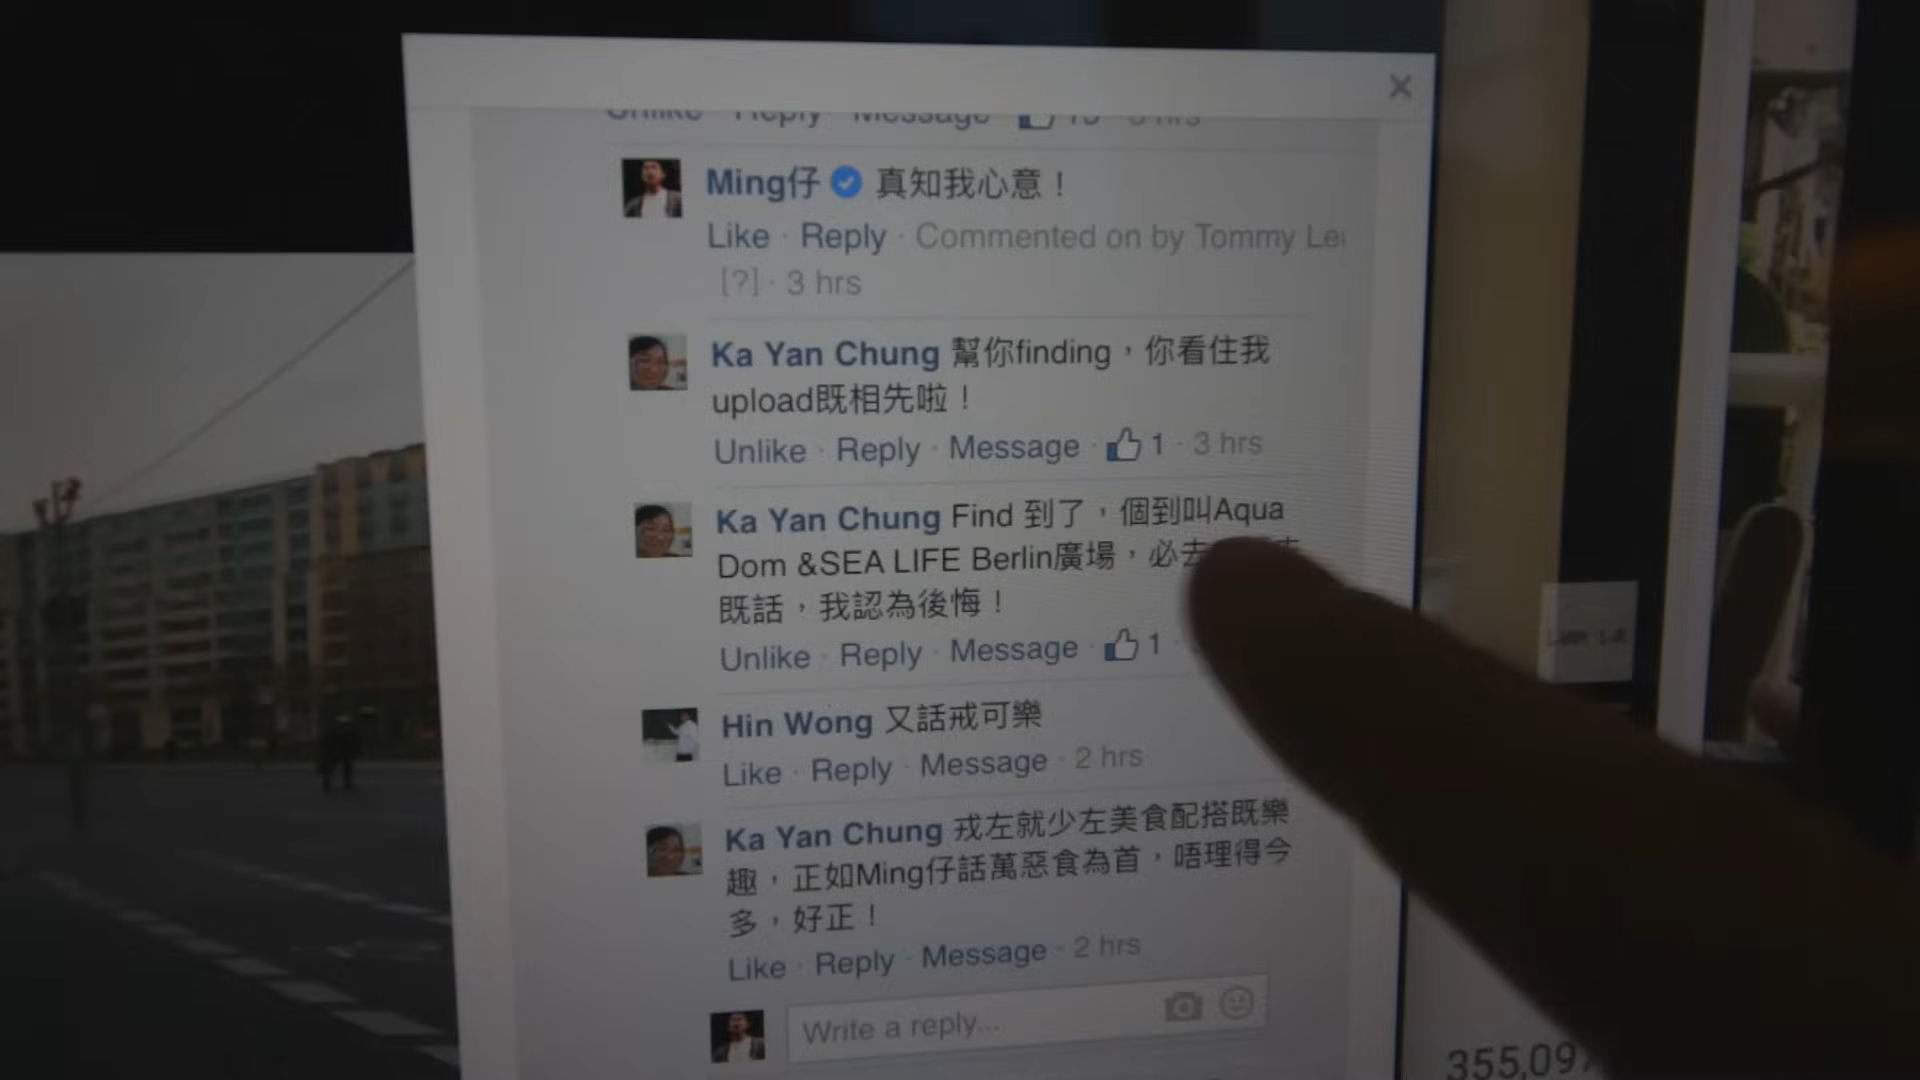 Unlike Reply Message
Ming仔 真知我心意！
Like · Reply · Commented on by Tommy Lei
[?] · 3 hrs
Ka Yan Chung 幫你finding，你看住我
upload既相先啦！
Unlike · Reply · Message · 1 · 3 hrs
Ka Yan Chung Find 到了，個到叫Aqua
Dom &SEA LIFE Berlin廣場，必去
既話，我認為後悔！
Unlike · Reply · Message · 1 ·
Hin Wong 又話戒可樂
Like · Reply · Message · 2 hrs
Ka Yan Chung 戎左就少左美食配搭既樂
趣，正如Ming仔話萬惡食為首，唔理得今
多，好正！
Like · Reply · Message · 2 hrs
Write a reply...
355,09